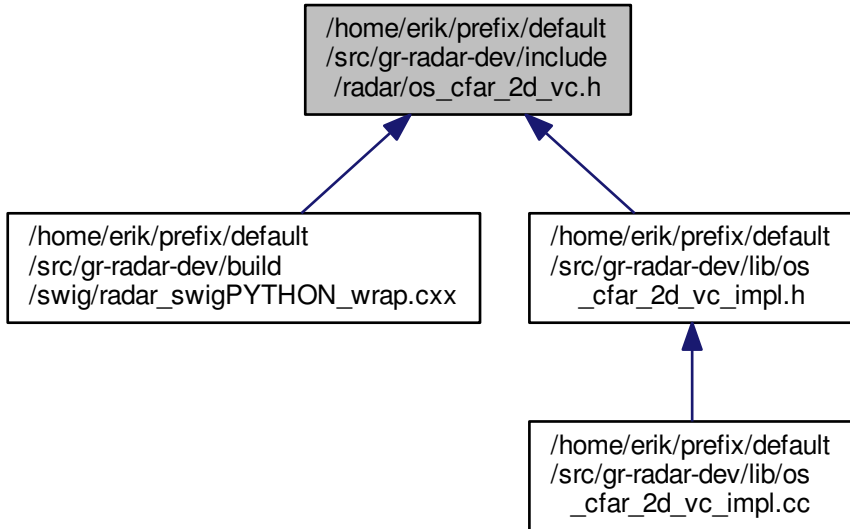 /home/erik/prefix/default
/src/gr-radar-dev/include
/radar/os_cfar_2d_vc.h
/home/erik/prefix/default
/src/gr-radar-dev/build
/swig/radar_swigPYTHON_wrap.cxx
/home/erik/prefix/default
/src/gr-radar-dev/lib/os
_cfar_2d_vc_impl.h
/home/erik/prefix/default
/src/gr-radar-dev/lib/os
_cfar_2d_vc_impl.cc